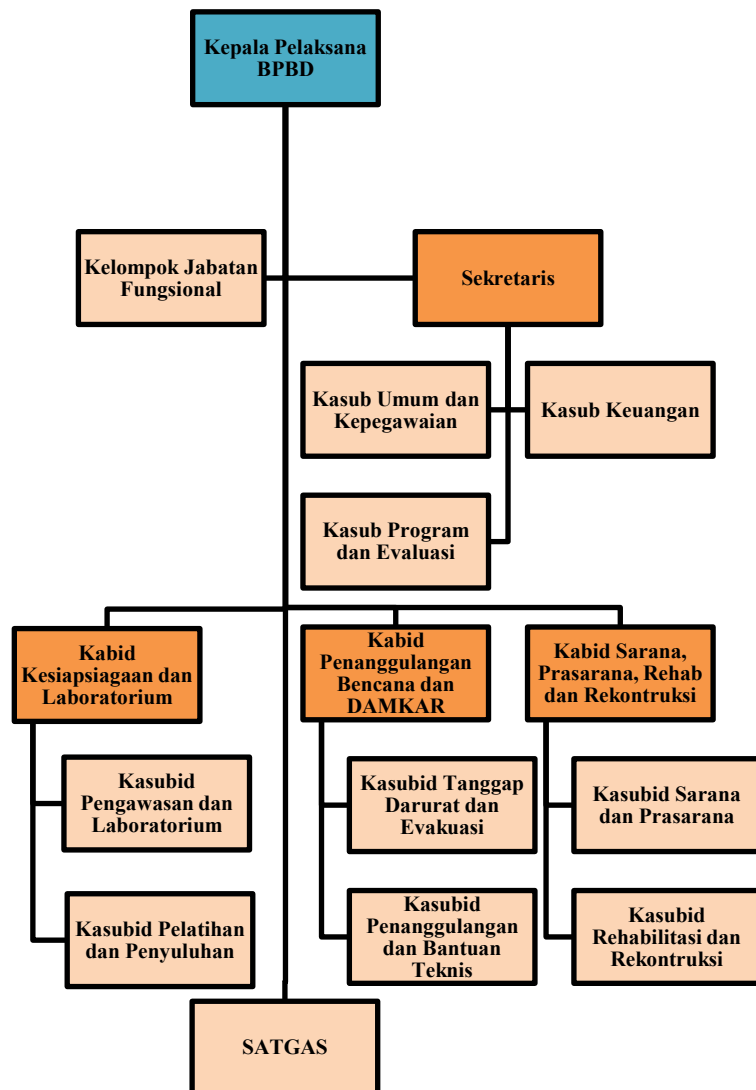 Kepala Pelaksana
BPBD
Kelompok Jabatan
Fungsional
Sekretaris
Kasub Umum dan
Kepegawaian
Kasub Keuangan
Kasub Program
dan Evaluasi
Kabid
Kesiapsiagaan dan
Laboratorium
Kabid
Penanggulangan
Bencana dan
DAMKAR
Kabid Sarana,
Prasarana, Rehab
dan Rekontruksi
Kasubid
Pengawasan dan
Laboratorium
Kasubid Tanggap
Darurat dan
Evakuasi
Kasubid Sarana
dan Prasarana
Kasubid Pelatihan
dan Penyuluhan
Kasubid
Penanggulangan
dan Bantuan
Teknis
Kasubid
Rehabilitasi dan
Rekontruksi
SATGAS